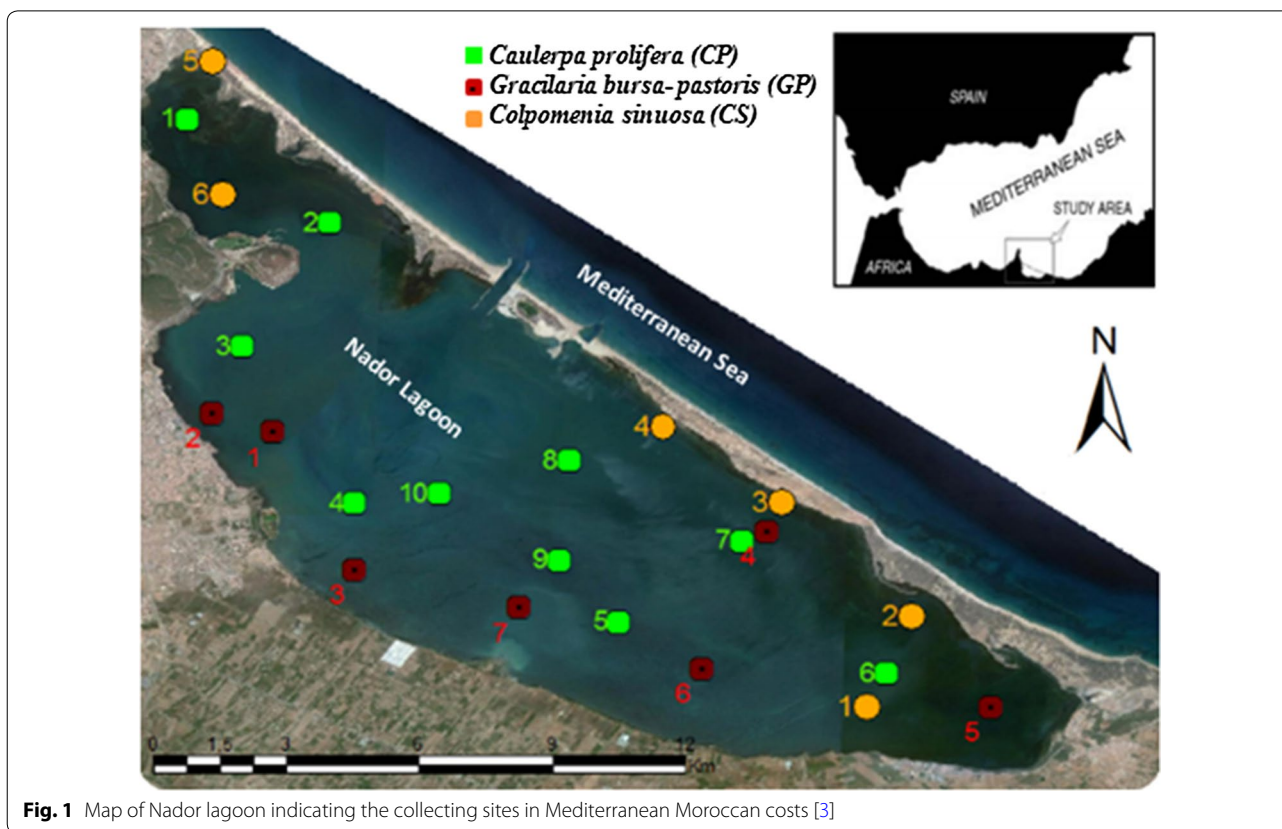 Caulerpa prolifera (CP)
Gracilaria bursa-pastoris (GP)
Colpomenia sinuosa (CS)
SPAIN
MEDITERRANEAN SEA
STUDY AREA
AFRICA
N
Mediterranean Sea
Nador Lagoon
5
1
6
2
3
2
1
4
8
4
10
3
7
4
9
3
7
5
2
6
6
1
5
0 1.5 3 6 9 12
Km
Fig. 1 Map of Nador lagoon indicating the collecting sites in Mediterranean Moroccan costs [3]